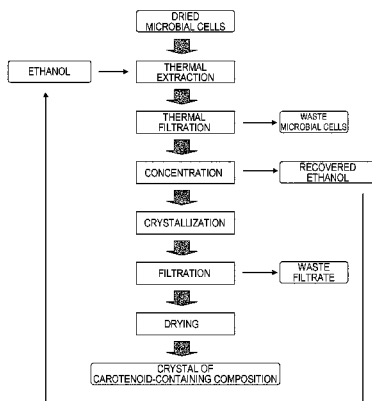 DRIED
MICROBIAL CELLS
ETHANOL
THERMAL
EXTRACTION
THERMAL
FILTRATION
WASTE
MICROBIAL CELLS
CONCENTRATION
RECOVERED
ETHANOL
CRYSTALLIZATION
FILTRATION
WASTE
FILTRATE
DRYING
CRYSTAL OF
CAROTENOID-CONTAINING COMPOSITION